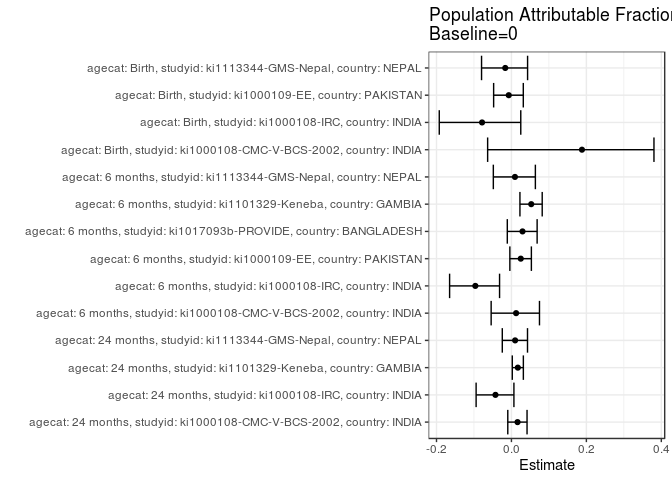 Population Attributable Fraction
Baseline=0
agecat: Birth, studyid: ki1113344-GMS-Nepal, country: NEPAL
agecat: Birth, studyid: ki1000109-EE, country: PAKISTAN
agecat: Birth, studyid: ki1000108-IRC, country: INDIA
agecat: Birth, studyid: ki1000108-CMC-V-BCS-2002, country: INDIA
agecat: 6 months, studyid: ki1113344-GMS-Nepal, country: NEPAL
agecat: 6 months, studyid: ki1101329-Keneba, country: GAMBIA
agecat: 6 months, studyid: ki1017093b-PROVIDE, country: BANGLADESH
agecat: 6 months, studyid: ki1000109-EE, country: PAKISTAN
agecat: 6 months, studyid: ki1000108-IRC, country: INDIA
agecat: 6 months, studyid: ki1000108-CMC-V-BCS-2002, country: INDIA
agecat: 24 months, studyid: ki1113344-GMS-Nepal, country: NEPAL
agecat: 24 months, studyid: ki1101329-Keneba, country: GAMBIA
agecat: 24 months, studyid: ki1000108-IRC, country: INDIA
agecat: 24 months, studyid: ki1000108-CMC-V-BCS-2002, country: INDIA
-0.2 0.0 0.2 0.4
Estimate